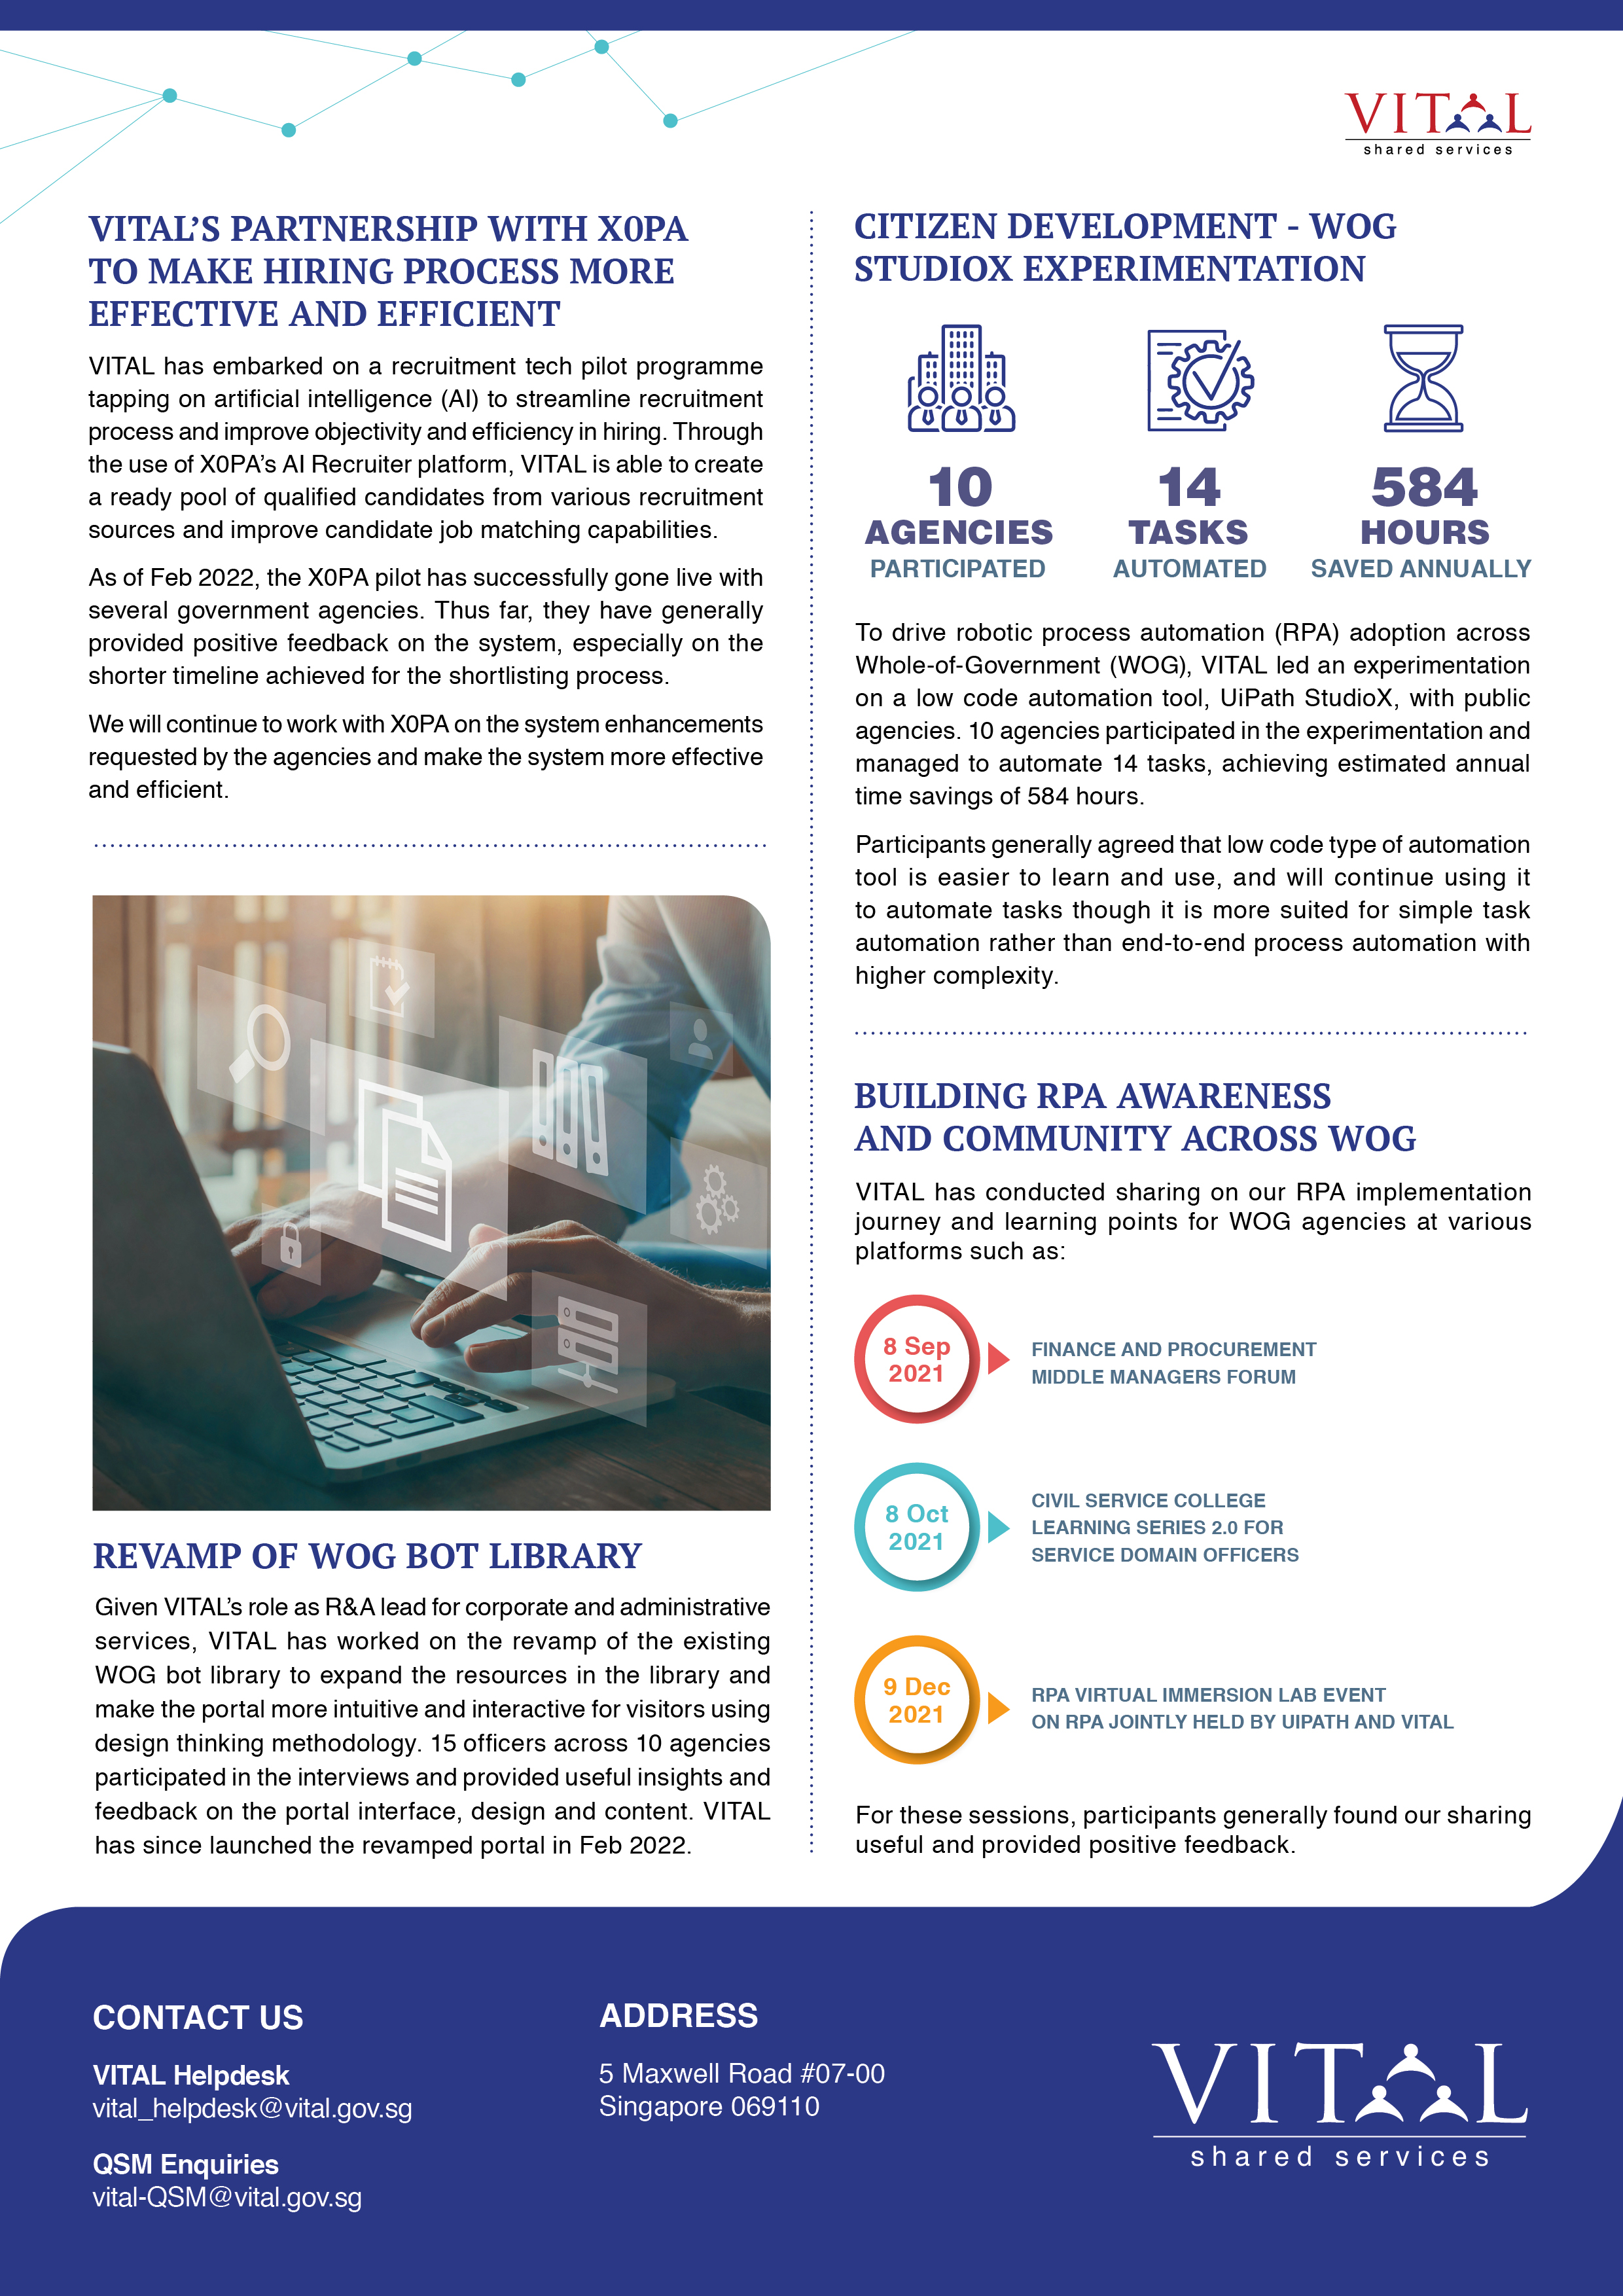 VITAL
shared services
VITAL’S PARTNERSHIP WITH X0PA
TO MAKE HIRING PROCESS MORE
EFFECTIVE AND EFFICIENT
VITAL has embarked on a recruitment tech pilot programme
tapping on artificial intelligence (AI) to streamline recruitment
process and improve objectivity and efficiency in hiring. Through
the use of X0PA’s AI Recruiter platform, VITAL is able to create
a ready pool of qualified candidates from various recruitment
sources and improve candidate job matching capabilities.
As of Feb 2022, the X0PA pilot has successfully gone live with
several government agencies. Thus far, they have generally
provided positive feedback on the system, especially on the
shorter timeline achieved for the shortlisting process.
We will continue to work with X0PA on the system enhancements
requested by the agencies and make the system more effective
and efficient.
REVAMP OF WOG BOT LIBRARY
Given VITAL’s role as R&A lead for corporate and administrative
services, VITAL has worked on the revamp of the existing
WOG bot library to expand the resources in the library and
make the portal more intuitive and interactive for visitors using
design thinking methodology. 15 officers across 10 agencies
participated in the interviews and provided useful insights and
feedback on the portal interface, design and content. VITAL
has since launched the revamped portal in Feb 2022.
CITIZEN DEVELOPMENT - WOG
STUDIOX EXPERIMENTATION
10
AGENCIES
PARTICIPATED
14
TASKS
AUTOMATED
584
HOURS
SAVED ANNUALLY
To drive robotic process automation (RPA) adoption across
Whole-of-Government (WOG), VITAL led an experimentation
on a low code automation tool, UiPath StudioX, with public
agencies. 10 agencies participated in the experimentation and
managed to automate 14 tasks, achieving estimated annual
time savings of 584 hours.
Participants generally agreed that low code type of automation
tool is easier to learn and use, and will continue using it
to automate tasks though it is more suited for simple task
automation rather than end-to-end process automation with
higher complexity.
BUILDING RPA AWARENESS
AND COMMUNITY ACROSS WOG
VITAL has conducted sharing on our RPA implementation
journey and learning points for WOG agencies at various
platforms such as:
8 Sep
2021
FINANCE AND PROCUREMENT
MIDDLE MANAGERS FORUM
8 Oct
2021
CIVIL SERVICE COLLEGE
LEARNING SERIES 2.0 FOR
SERVICE DOMAIN OFFICERS
9 Dec
2021
RPA VIRTUAL IMMERSION LAB EVENT
ON RPA JOINTLY HELD BY UIPATH AND VITAL
For these sessions, participants generally found our sharing
useful and provided positive feedback.
CONTACT US
VITAL Helpdesk
vital_helpdesk@vital.gov.sg
QSM Enquiries
vital-QSM@vital.gov.sg
ADDRESS
5 Maxwell Road #07-00
Singapore 069110
VITAL
shared services